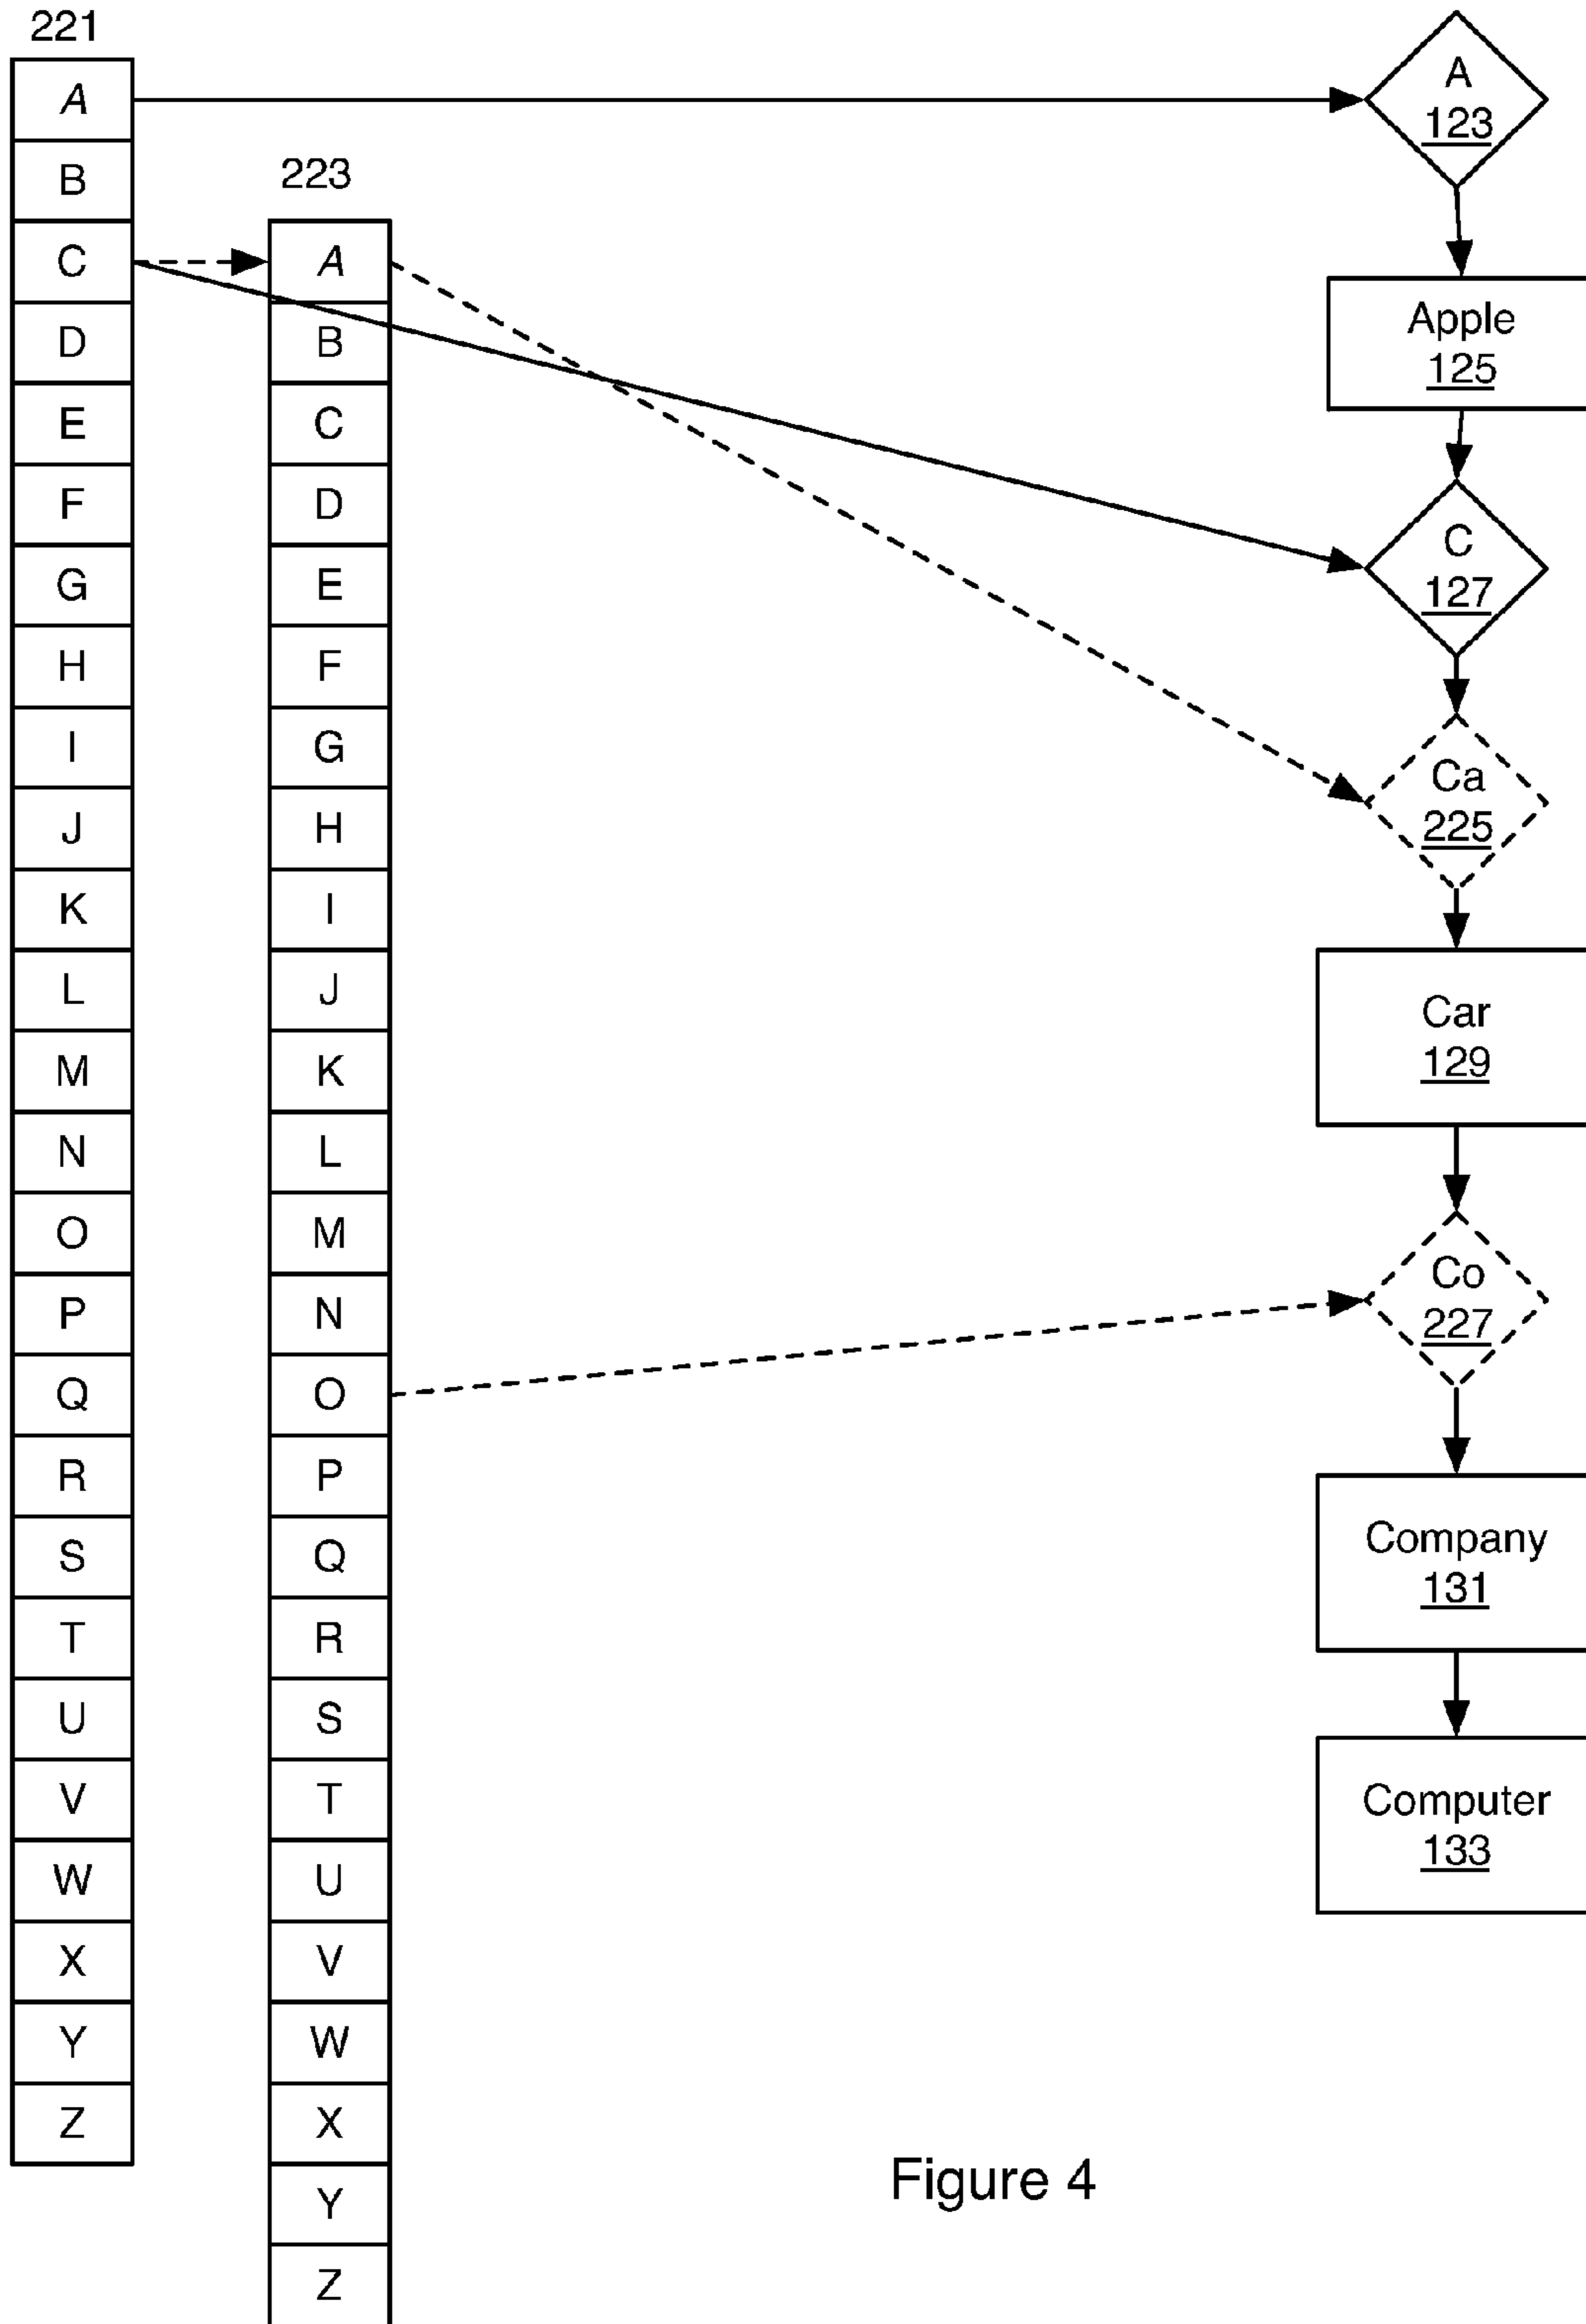 221
A
B
C
D
E
F
G
H
I
J
K
L
M
N
O
P
Q
R
S
T
U
V
W
X
Y
Z
223
A
B
C
D
E
F
G
H
I
J
K
L
M
N
O
P
Q
R
S
T
U
V
W
X
Y
Z
A
123
Apple
125
C
127
Ca
225
Car
129
Co
227
Company
131
Computer
133
Figure 4